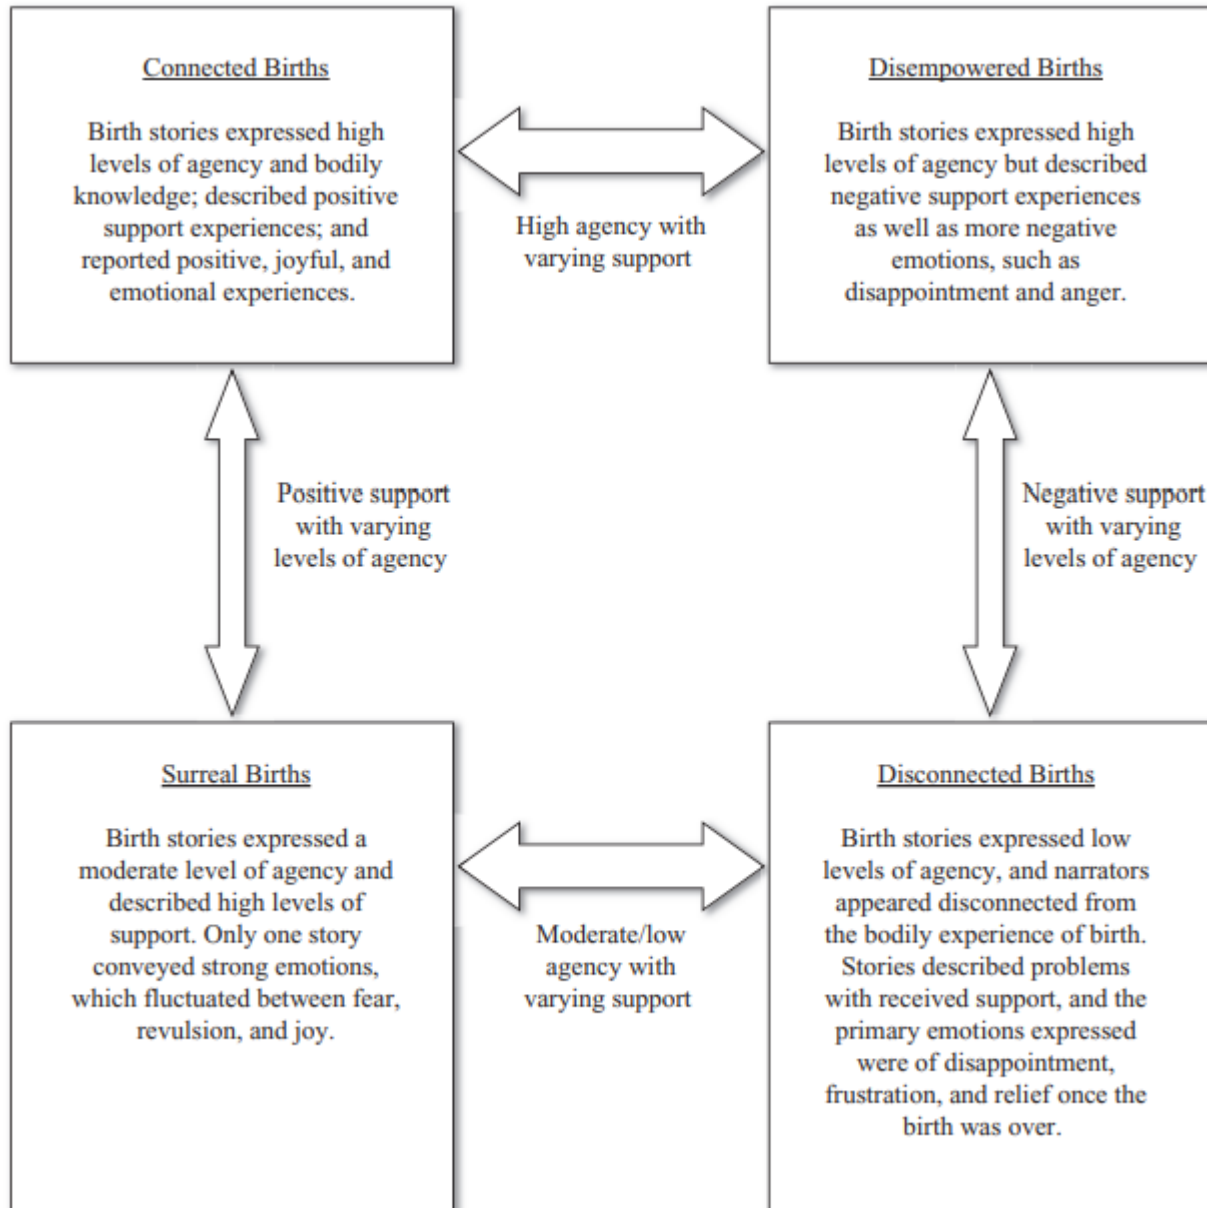 Connected Births
Birth stories expressed high
levels of agency and bodily
knowledge; described positive
support experiences; and
reported positive, joyful, and
emotional experiences.
High agency with
varying support
Disempowered Births
Birth stories expressed high
levels of agency but described
negative support experiences
as well as more negative
emotions, such as
disappointment and anger.
Positive support
with varying
levels of agency
Negative support
with varying
levels of agency
Surreal Births
Birth stories expressed a
moderate level of agency and
described high levels of
support. Only one story
conveyed strong emotions,
which fluctuated between fear,
revulsion, and joy.
Moderate/low
agency with
varying support
Disconnected Births
Birth stories expressed low
levels of agency, and narrators
appeared disconnected from
the bodily experience of birth.
Stories described problems
with received support, and the
primary emotions expressed
were of disappointment,
frustration, and relief once the
birth was over.